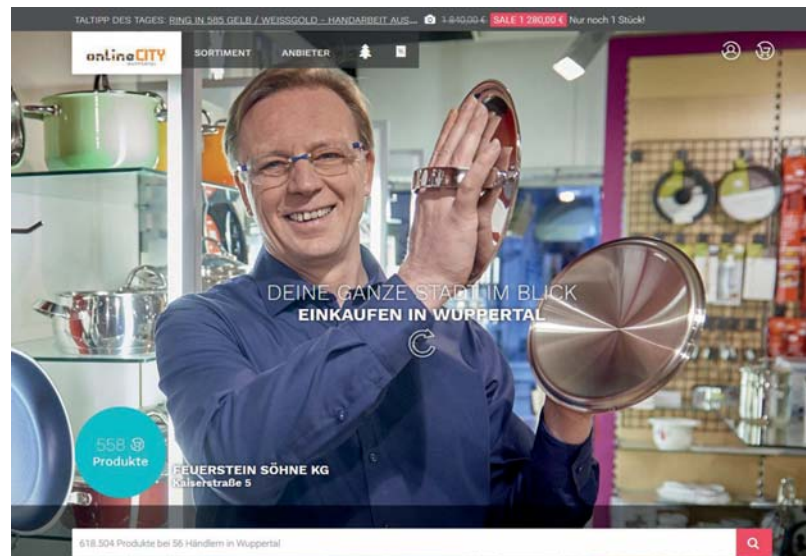 TALTIPP DES TAGES: RING IN 585 GELB / WEISSGOLD - HANDARBEIT AUS... 1 840,00 € SALE 1 280,00 € Nur noch 1 Stück!
onlineCITY
SORTIMENT ANBIETER
DEINE GANZE STADT IM BLICK
EINKAUFEN IN WUPPERTAL
558
Produkte
FEUERSTEIN SÖHNE KG
Kaiserstraße 5
618.504 Produkte bei 56 Händlern in Wuppertal